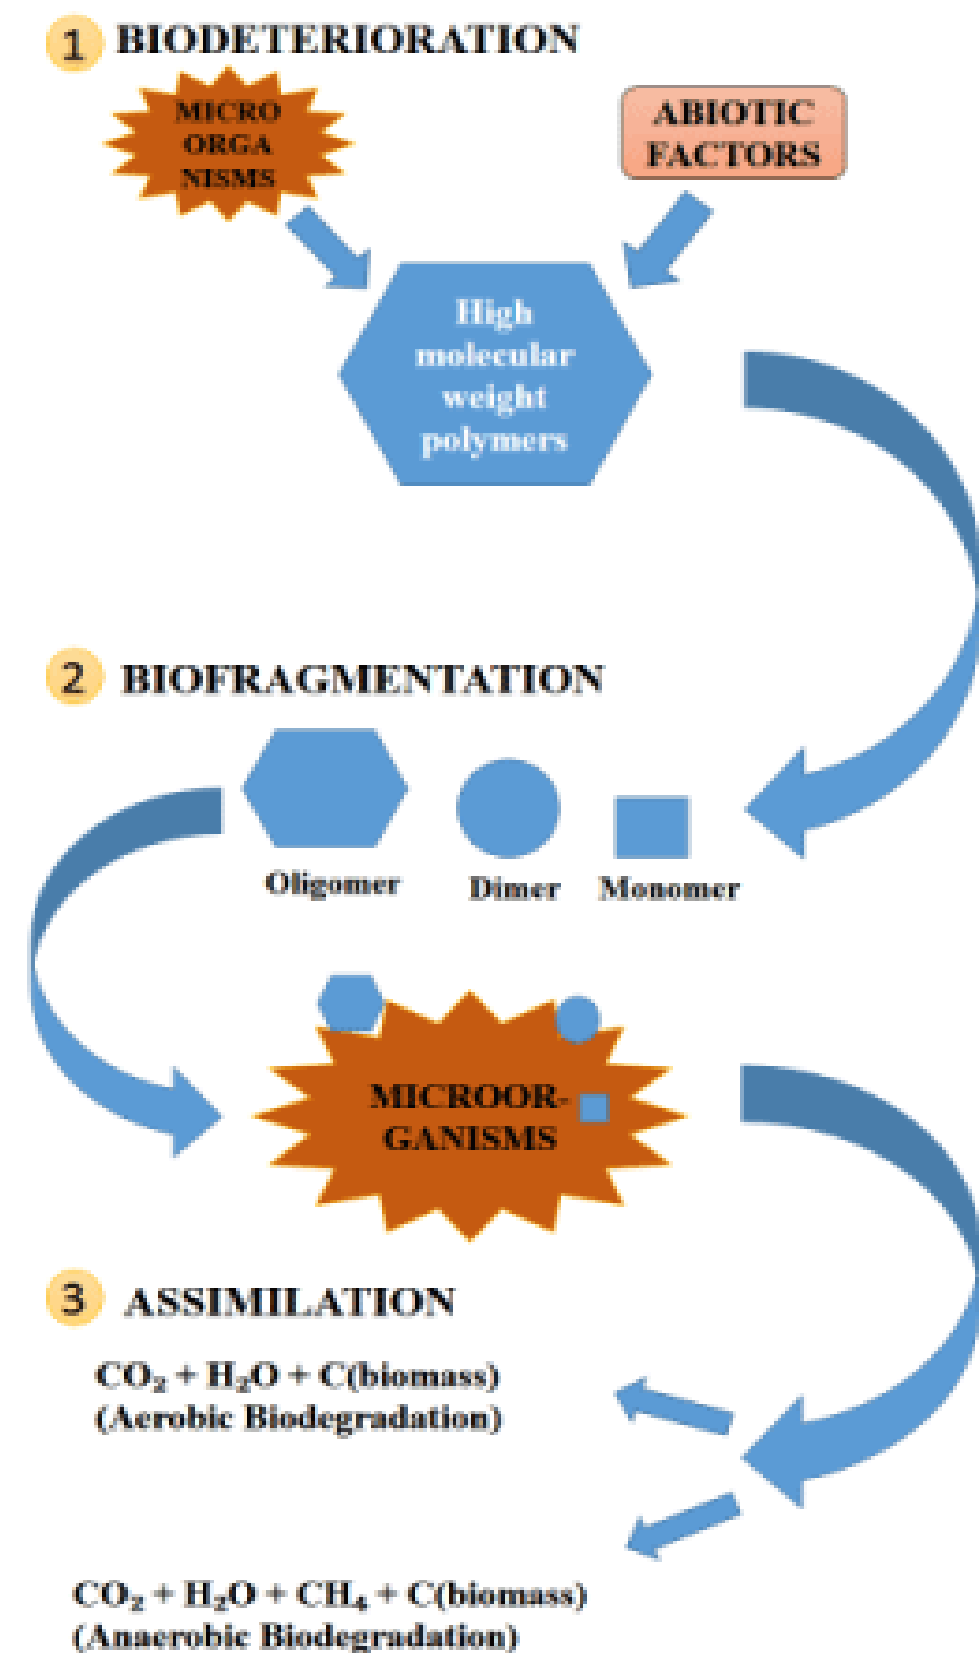 1 BIODETERIORATION
MICRO
ORGA
NISMS
ABIOTIC
FACTORS
High
molecular
weight
polymers
2 BIOFRAGMENTATION
Oligomer
Dimer
Monomer
MICROOR-
GANISMS
3 ASSIMILATION
CO₂ + H₂O + C(biomass)
(Aerobic Biodegradation)
CO₂ + H₂O + CH₄ + C(biomass)
(Anaerobic Biodegradation)